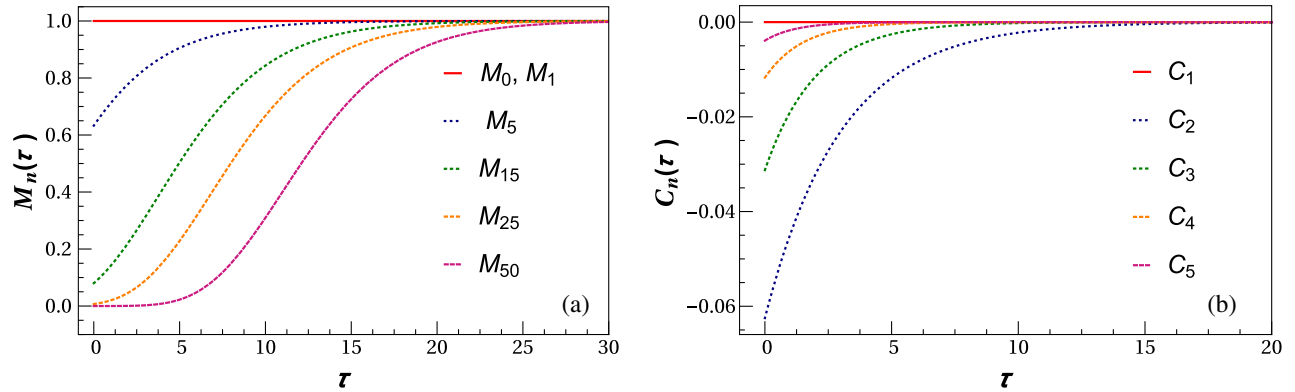 1.0
0.8
0.6
0.4
0.2
0.0
M_n(τ)
M_0, M_1
M_5
M_15
M_25
M_50
(a)
0 5 10 15 20 25 30
τ
0.00
−0.02
−0.04
−0.06
C_n(τ)
C_1
C_2
C_3
C_4
C_5
(b)
0 5 10 15 20
τ